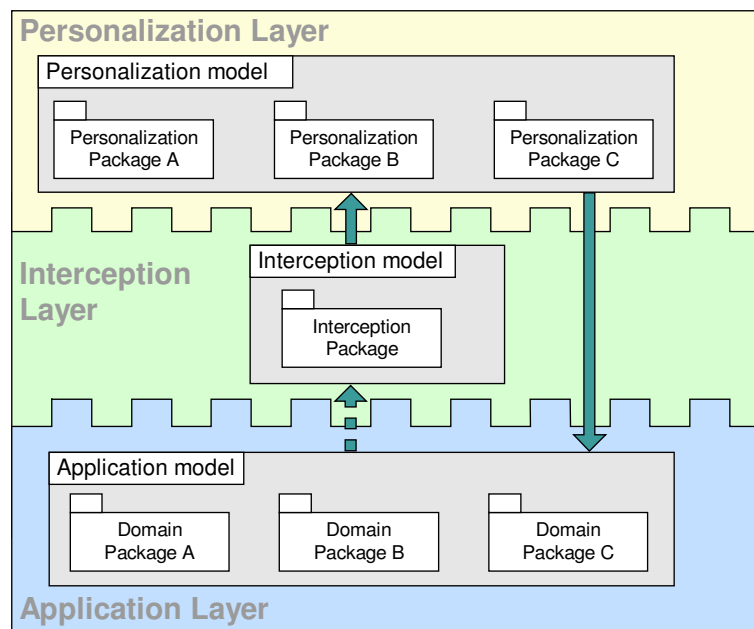 Personalization Layer
Personalization model
Personalization
Package A
Personalization
Package B
Personalization
Package C
Interception
Layer
Interception model
Interception
Package
Application model
Domain
Package A
Domain
Package B
Domain
Package C
Application Layer